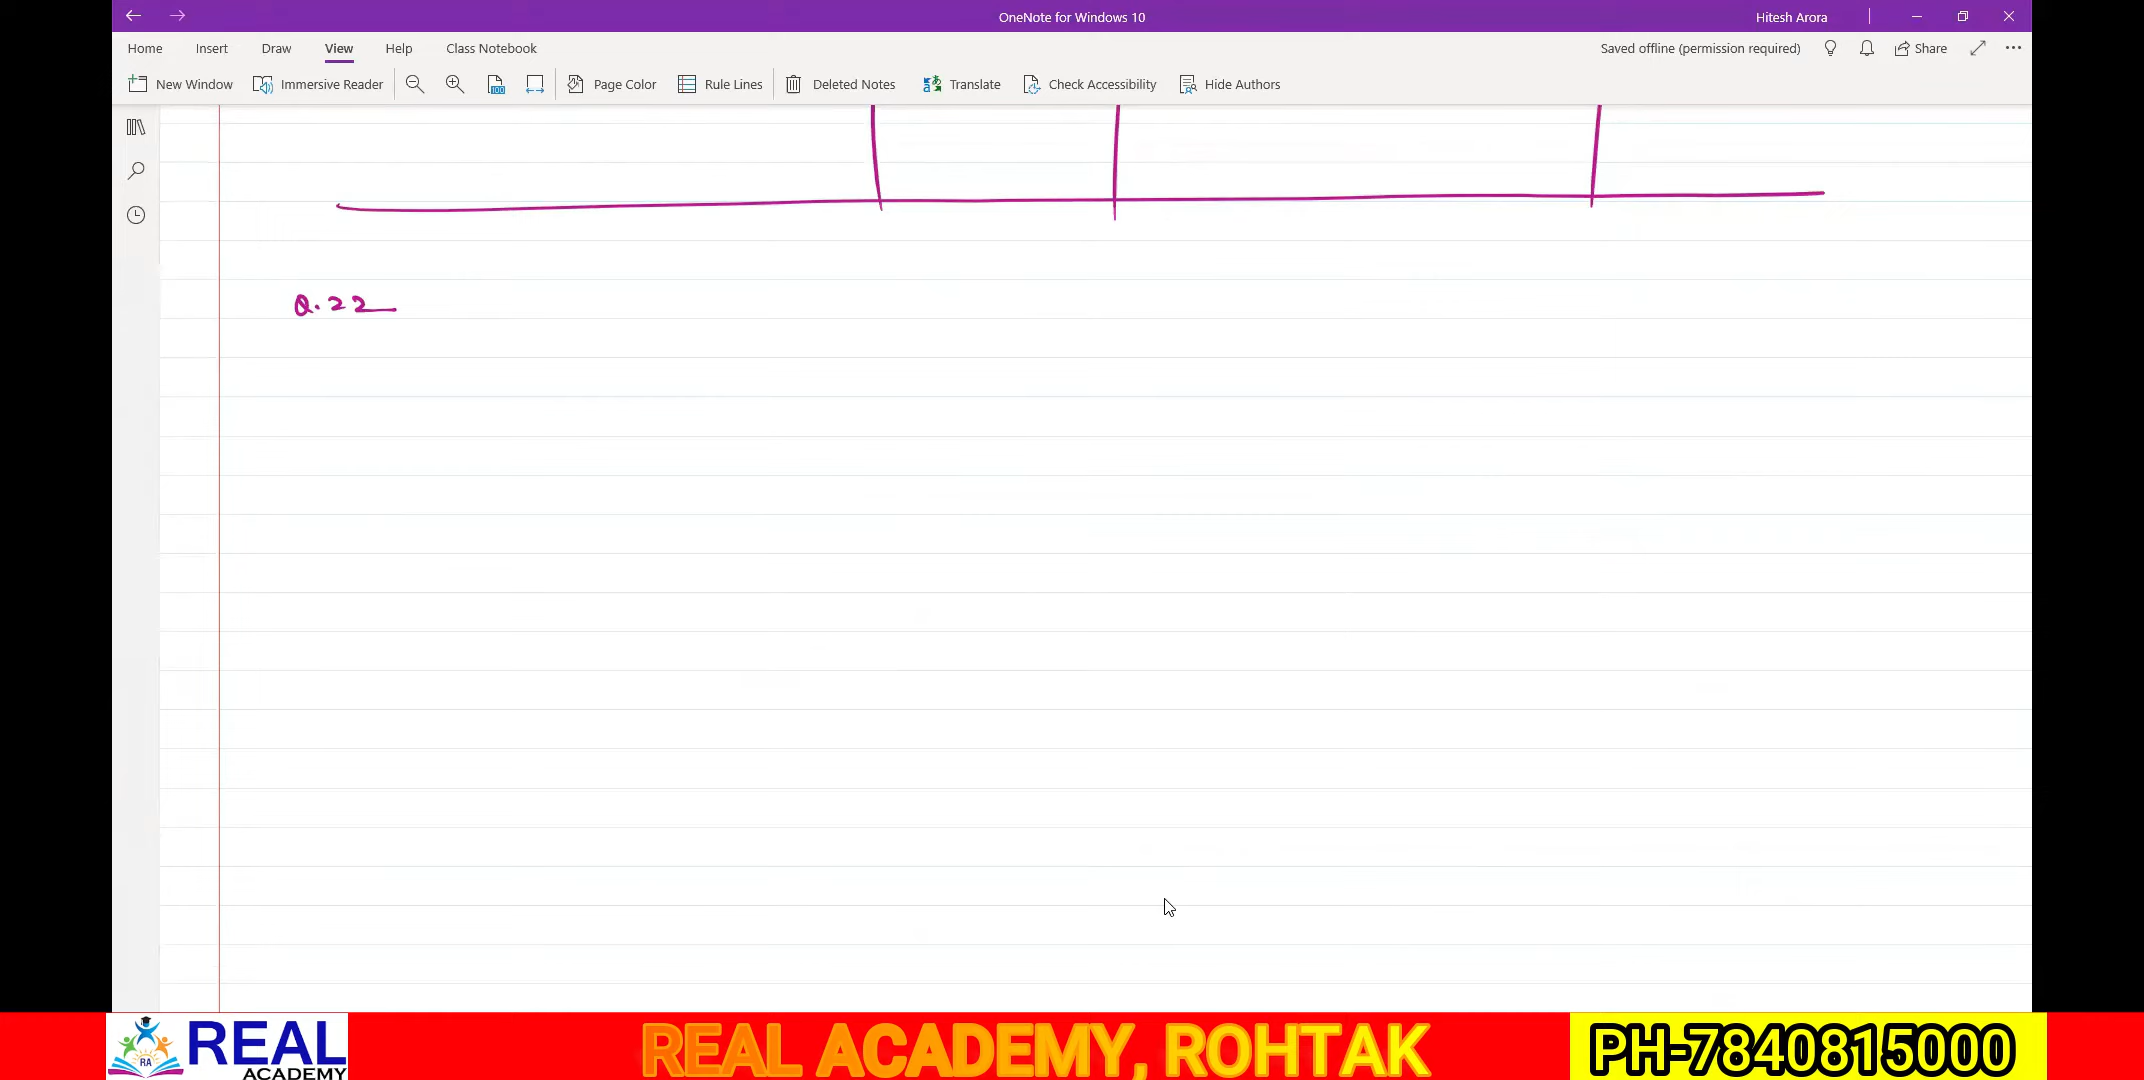 OneNote for Windows 10
Hitesh Arora
Home Insert Draw View Help Class Notebook
Saved offline (permission required) Share
New Window Immersive Reader 100 Page Color Rule Lines Deleted Notes Translate Check Accessibility Hide Authors
Q.22
RA REAL ACADEMY
REAL ACADEMY, ROHTAK
PH-7840815000